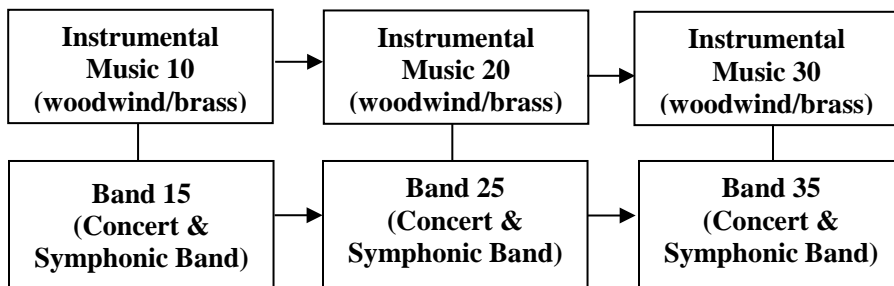 Instrumental
Music 10
(woodwind/brass)
Instrumental
Music 20
(woodwind/brass)
Instrumental
Music 30
(woodwind/brass)
Band 15
(Concert &
Symphonic Band)
Band 25
(Concert &
Symphonic Band)
Band 35
(Concert &
Symphonic Band)